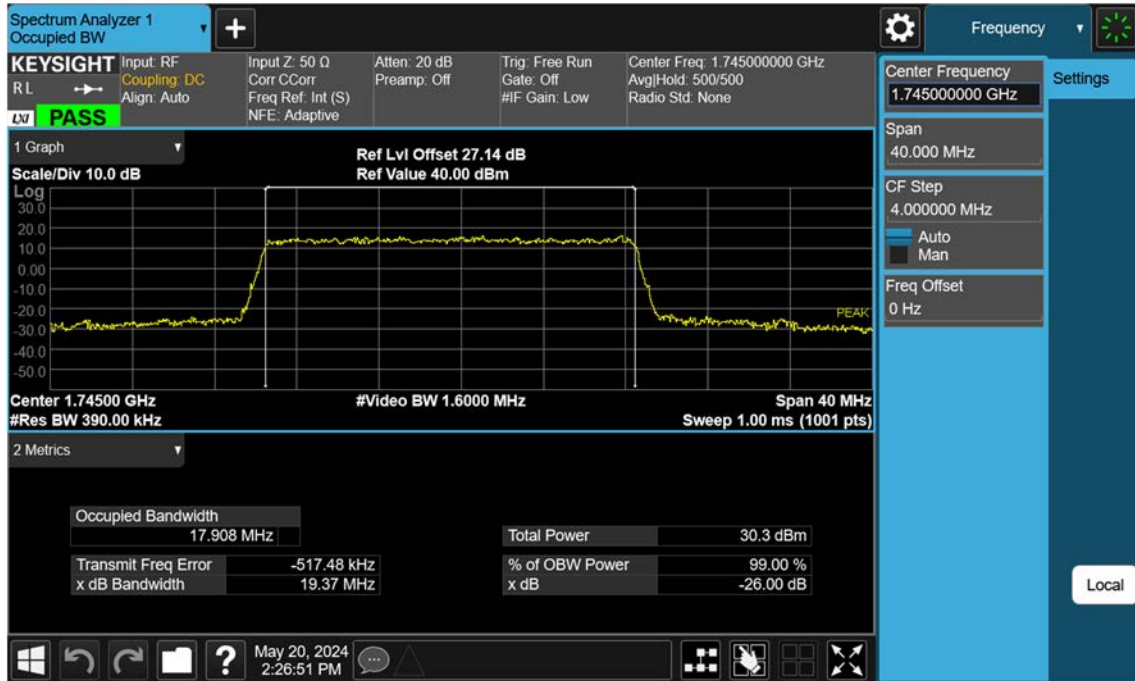 Spectrum Analyzer 1
Occupied BW
Frequency
KEYSIGHT
R L
LXI PASS
Input: RF
Coupling: DC
Align: Auto
Input Z: 50 Ω
Corr CCorr
Freq Ref: Int (S)
NFE: Adaptive
Atten: 20 dB
Preamp: Off
Trig: Free Run
Gate: Off
#IF Gain: Low
Center Freq: 1.745000000 GHz
Avg|Hold: 500/500
Radio Std: None
Center Frequency
1.745000000 GHz
Settings
Span
40.000 MHz
CF Step
4.000000 MHz
Auto
Man
Freq Offset
0 Hz
Local
1 Graph
Ref Lvl Offset 27.14 dB
Scale/Div 10.0 dB
Ref Value 40.00 dBm
Log
30.0
20.0
10.0
0.00
-10.0
-20.0
-30.0
-40.0
-50.0
PEAK
Center 1.74500 GHz
#Video BW 1.6000 MHz
Span 40 MHz
#Res BW 390.00 kHz
Sweep 1.00 ms (1001 pts)
2 Metrics
Occupied Bandwidth
17.908 MHz
Total Power 30.3 dBm
Transmit Freq Error -517.48 kHz
% of OBW Power 99.00 %
x dB Bandwidth 19.37 MHz
x dB -26.00 dB
?
May 20, 2024
2:26:51 PM